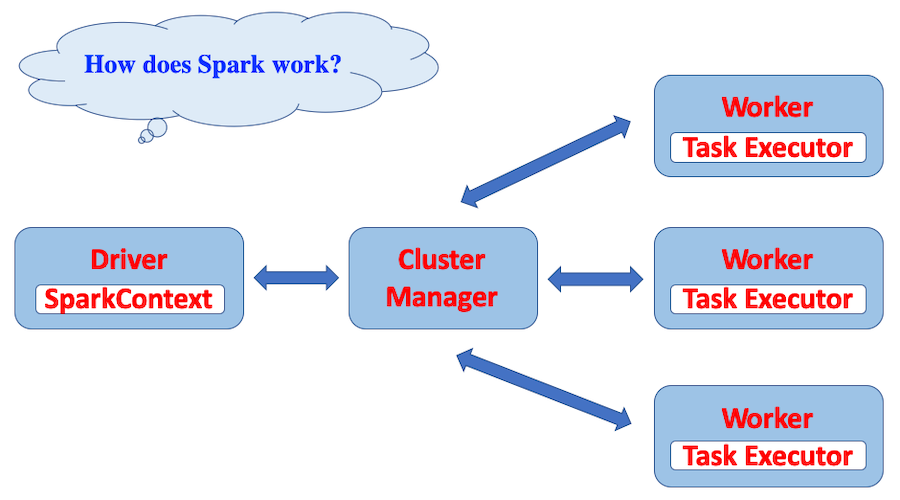 How does Spark work?
Worker
Task Executor
Driver
SparkContext
Cluster
Manager
Worker
Task Executor
Worker
Task Executor